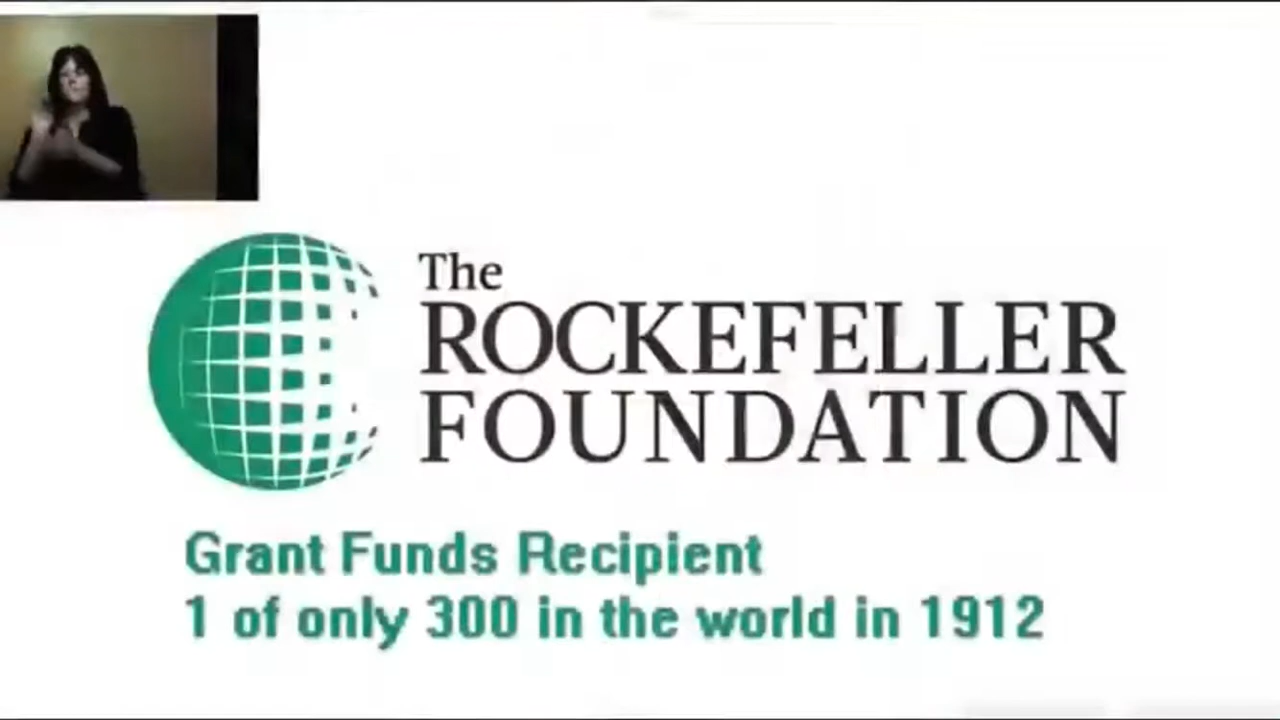 The
ROCKEFELLER
FOUNDATION
Grant Funds Recipient
1 of only 300 in the world in 1912